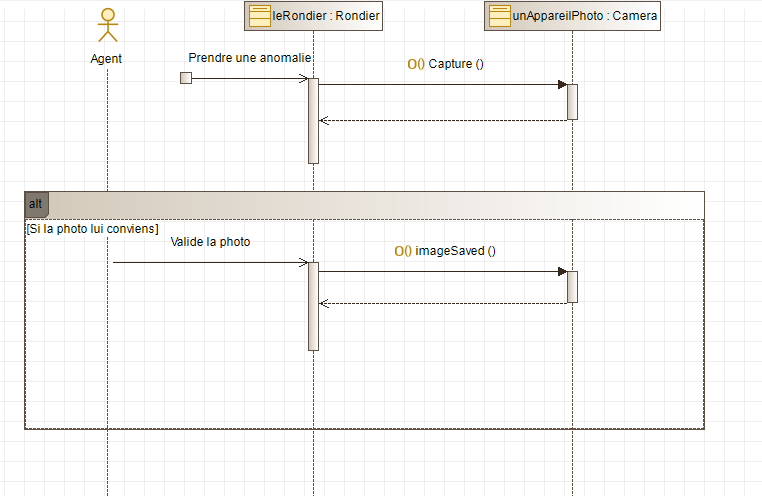 leRondier : Rondier
unAppareilPhoto : Camera
Agent
Prendre une anomalie
O() Capture ()
alt
[Si la photo lui conviens]
Valide la photo
O() imageSaved ()